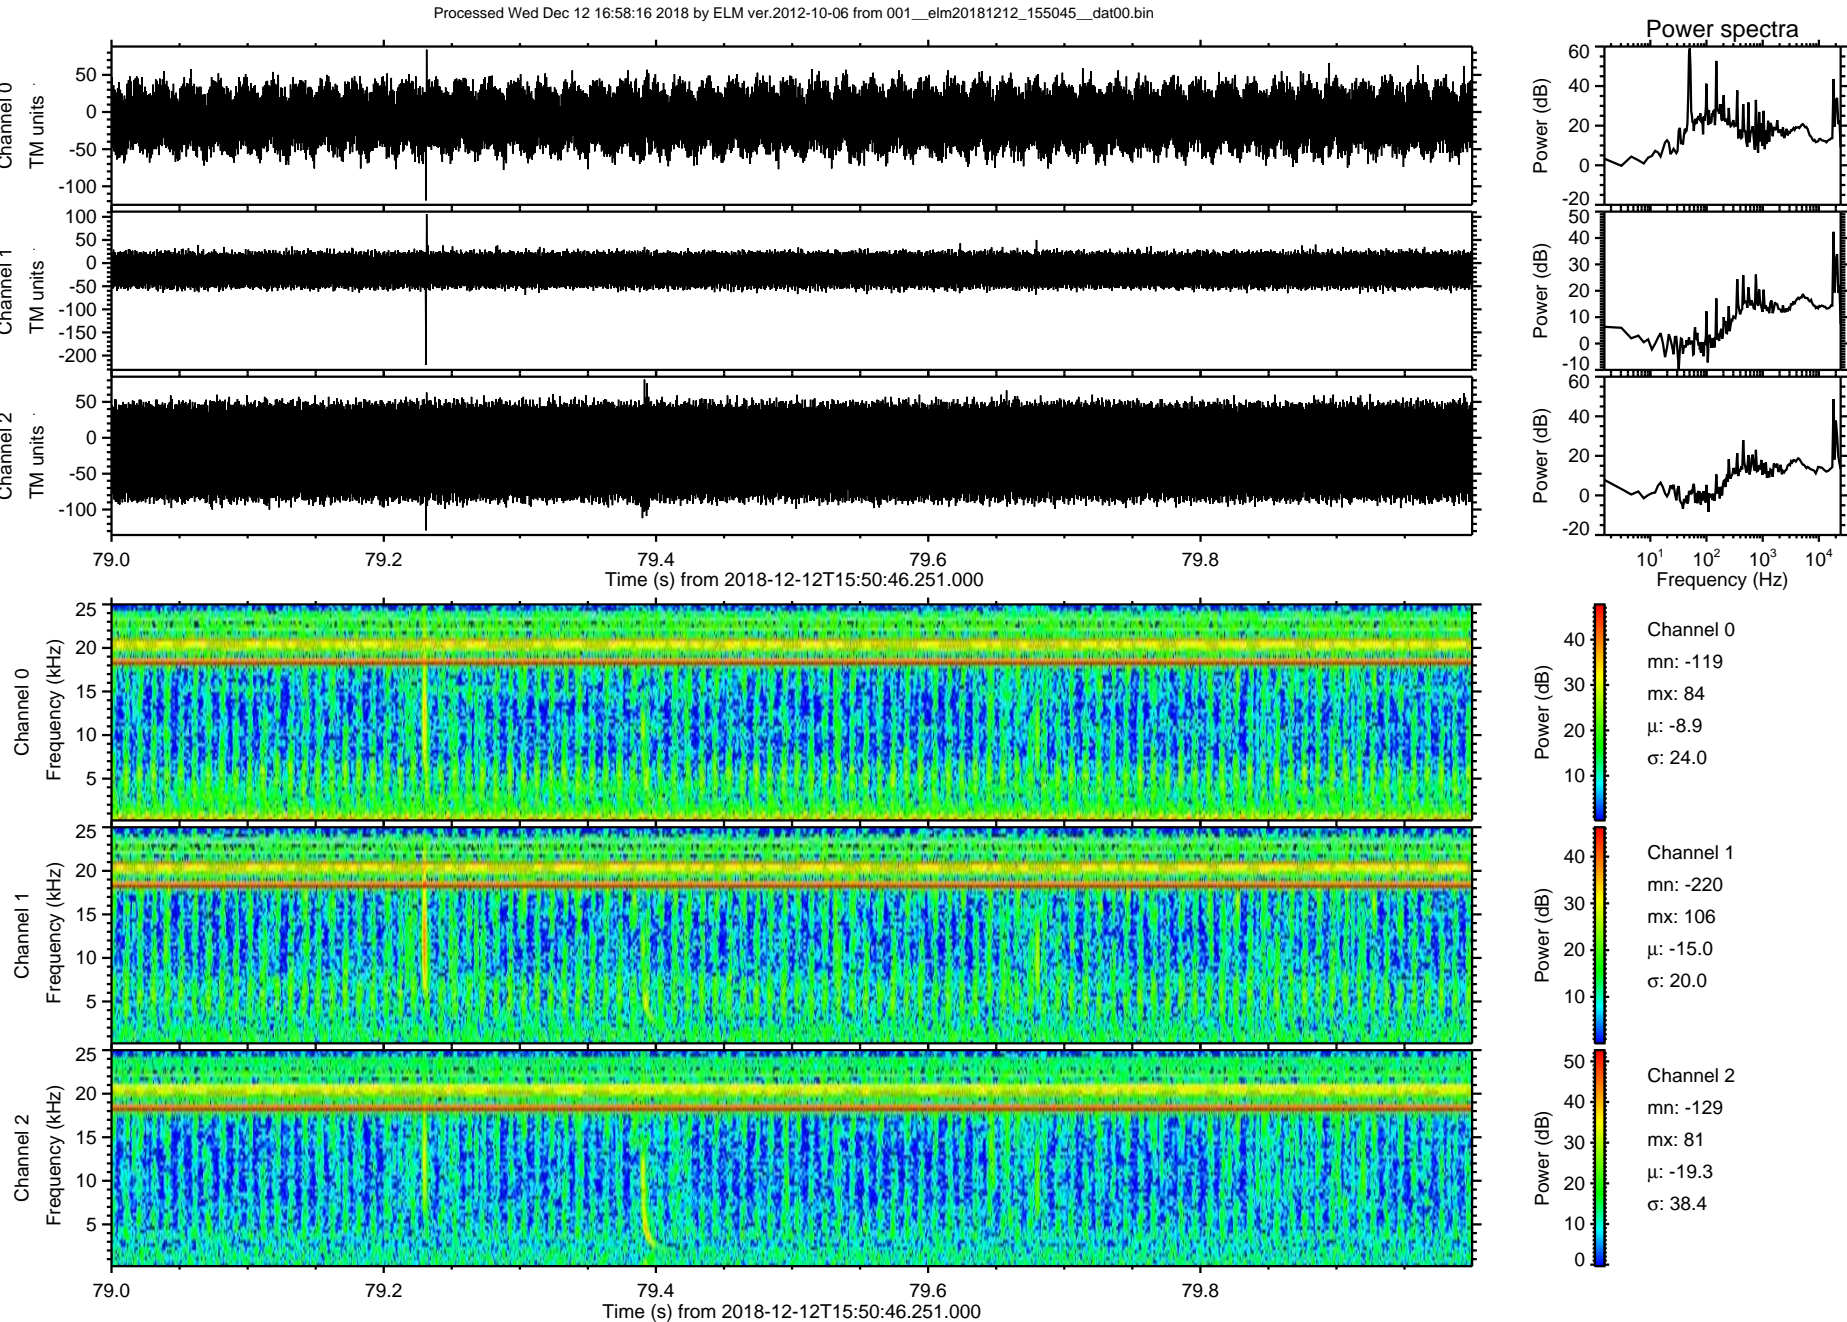 Processed Wed Dec 12 16:58:16 2018 by ELM ver.2012-10-06 from 001__elm20181212_155045__dat00.bin
Power spectra
Channel 0
TM units
50
0
-50
-100
Power (dB)
60
40
20
0
-20
Channel 1
TM units
100
50
0
-50
-100
-150
-200
Power (dB)
50
40
30
20
10
0
-10
Channel 2
TM units
50
0
-50
-100
Power (dB)
60
40
20
0
-20
79.0 79.2 79.4 79.6 79.8
Time (s) from 2018-12-12T15:50:46.251.000
10¹ 10² 10³ 10⁴
Frequency (Hz)
Channel 0
Frequency (kHz)
25
20
15
10
5
Power (dB)
40
30
20
10
Channel 0
mn: -119
mx: 84
μ: -8.9
σ: 24.0
Channel 1
Frequency (kHz)
25
20
15
10
5
Power (dB)
40
30
20
10
Channel 1
mn: -220
mx: 106
μ: -15.0
σ: 20.0
Channel 2
Frequency (kHz)
25
20
15
10
5
Power (dB)
50
40
30
20
10
0
Channel 2
mn: -129
mx: 81
μ: -19.3
σ: 38.4
79.0 79.2 79.4 79.6 79.8
Time (s) from 2018-12-12T15:50:46.251.000